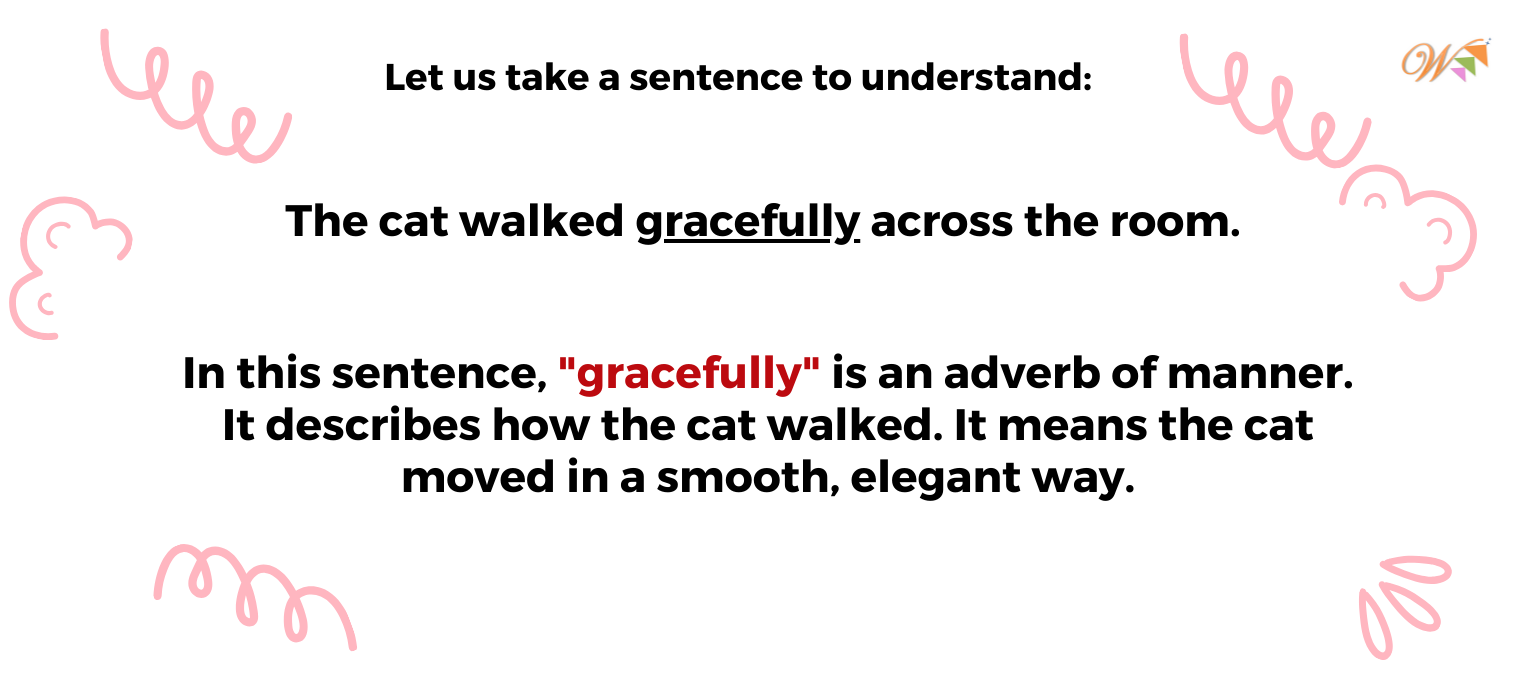 Let us take a sentence to understand:
The cat walked gracefully across the room.
In this sentence, "gracefully" is an adverb of manner.
It describes how the cat walked. It means the cat
moved in a smooth, elegant way.
W